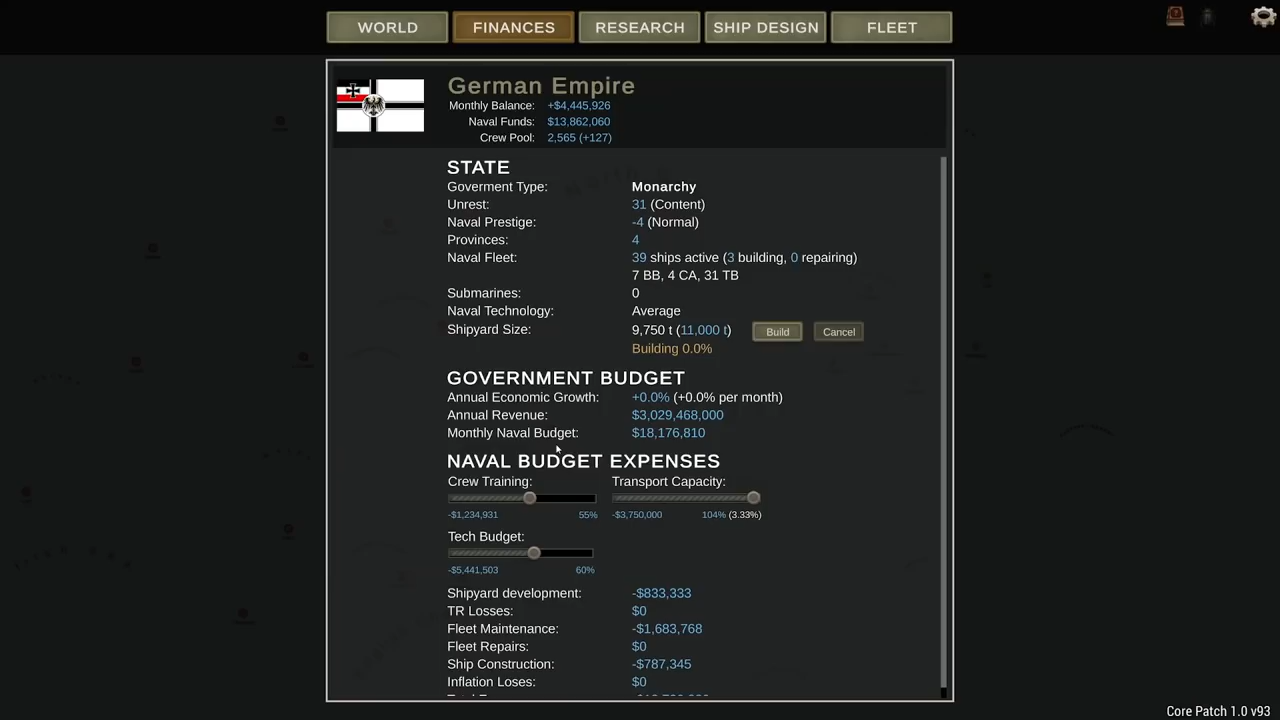 WORLD
FINANCES
RESEARCH
SHIP DESIGN
FLEET
German Empire
Monthly Balance: +$4,445,926
Naval Funds: $13,862,060
Crew Pool: 2,565 (+127)
STATE
Goverment Type: Monarchy
Unrest: 31 (Content)
Naval Prestige: -4 (Normal)
Provinces: 4
Naval Fleet: 39 ships active (3 building, 0 repairing)
7 BB, 4 CA, 31 TB
Submarines: 0
Naval Technology: Average
Shipyard Size: 9,750 t (11,000 t) Build Cancel
Building 0.0%
GOVERNMENT BUDGET
Annual Economic Growth: +0.0% (+0.0% per month)
Annual Revenue: $3,029,468,000
Monthly Naval Budget: $18,176,810
NAVAL BUDGET EXPENSES
Crew Training: Transport Capacity:
-$1,234,931 55% -$3,750,000 104% (3.33%)
Tech Budget:
-$5,441,503 60%
Shipyard development: -$833,333
TR Losses: $0
Fleet Maintenance: -$1,683,768
Fleet Repairs: $0
Ship Construction: -$787,345
Inflation Loses: $0
Core Patch 1.0 v93